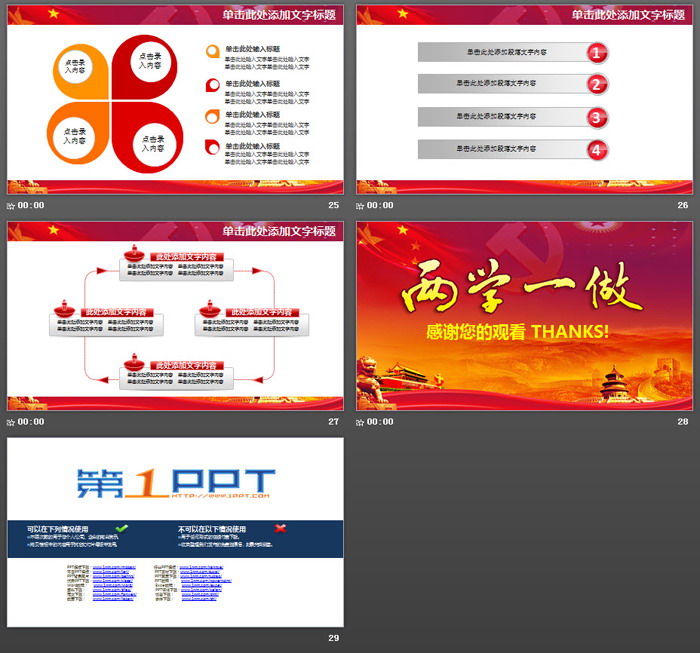 单击此处添加文字标题
点击录
入内容
点击录
入内容
点击录
入内容
点击录
入内容
单击此处输入标题
单击此处输入文字单击此处输入文字
单击此处输入文字单击此处输入文字
单击此处输入标题
单击此处输入文字单击此处输入文字
单击此处输入文字单击此处输入文字
单击此处输入标题
单击此处输入文字单击此处输入文字
单击此处输入文字单击此处输入文字
单击此处输入标题
单击此处输入文字单击此处输入文字
单击此处输入文字单击此处输入文字
00:00
25
单击此处添加文字标题
单击此处添加段落文字内容
1
单击此处添加段落文字内容
2
单击此处添加段落文字内容
3
单击此处添加段落文字内容
4
00:00
26
单击此处添加文字标题
此处添加文字内容
单击此处添加文字内容 单击此处添加文字内容
单击此处添加文字内容 单击此处添加文字内容
此处添加文字内容
单击此处添加文字内容 单击此处添加文字内容
单击此处添加文字内容 单击此处添加文字内容
此处添加文字内容
单击此处添加文字内容 单击此处添加文字内容
单击此处添加文字内容 单击此处添加文字内容
此处添加文字内容
单击此处添加文字内容 单击此处添加文字内容
单击此处添加文字内容 单击此处添加文字内容
00:00
27
两学一做
感谢您的观看 THANKS!
00:00
28
第1PPT
HTTP://WWW.1PPT.COM
可以在下列情况使用
不可以在以下情况使用
29